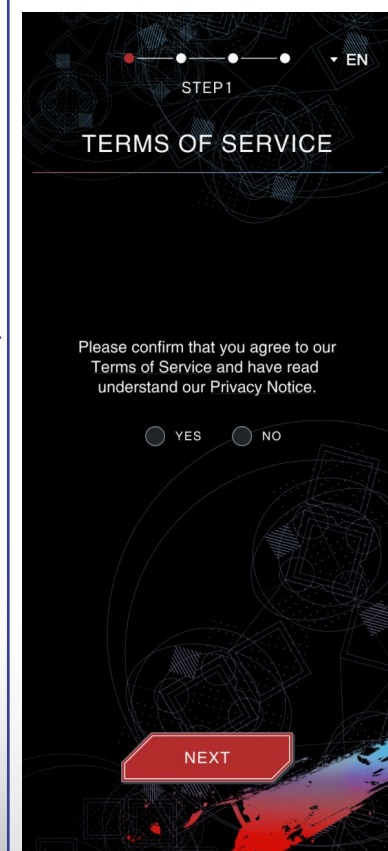 EN
STEP1
TERMS OF SERVICE
Please confirm that you agree to our
Terms of Service and have read
understand our Privacy Notice.
YES NO
NEXT